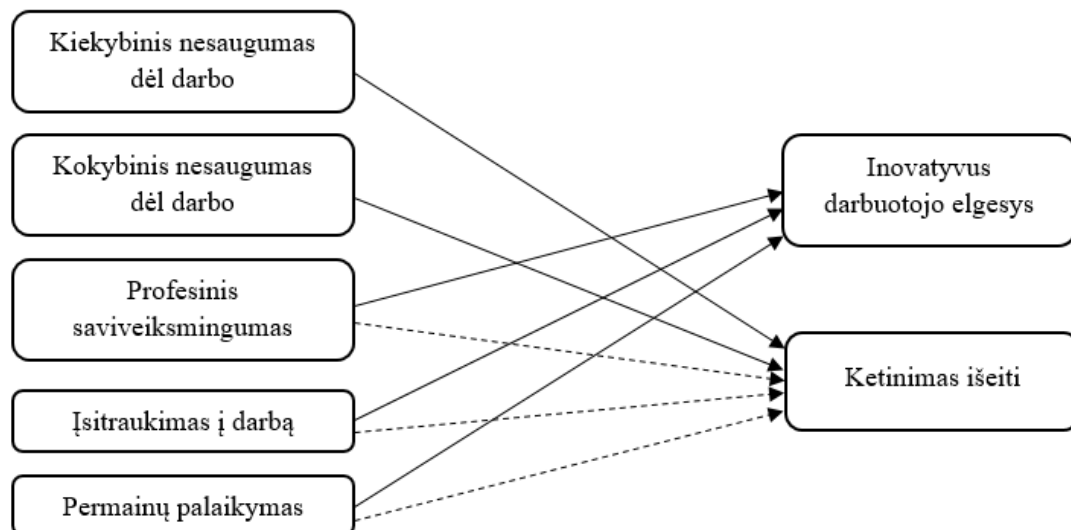 Kiekybinis nesaugumas
dėl darbo
Kokybinis nesaugumas
dėl darbo
Profesinis
saviveiksmingumas
Įsitraukimas į darbą
Permainų palaikymas
Inovatyvus
darbuotojo elgesys
Ketinimas išeiti